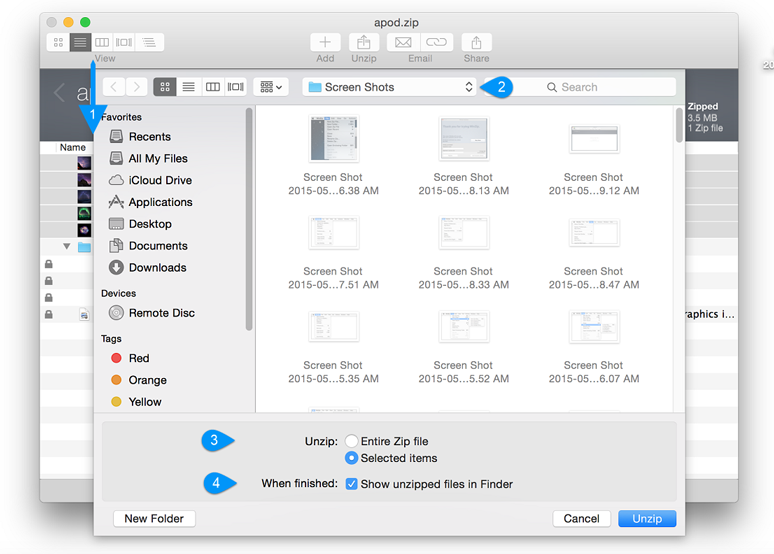 apod.zip
View
Add
Unzip
Email
Share
Screen Shots
2
Search
1
Zipped
3.5 MB
1 Zip file
Name
Favorites
Recents
All My Files
iCloud Drive
Applications
Desktop
Documents
Downloads
Devices
Remote Disc
Tags
Red
Orange
Yellow
Screen Shot
2015-05...6.38 AM
Screen Shot
2015-05...8.13 AM
Screen Shot
2015-05...9.12 AM
Screen Shot
2015-05...7.51 AM
Screen Shot
2015-05...8.33 AM
Screen Shot
2015-05...8.47 AM
Screen Shot
2015-05...5.35 AM
Screen Shot
2015-05...5.52 AM
Screen Shot
2015-05...6.07 AM
raphics i...
3
Unzip:
Entire Zip file
Selected items
4
When finished:
Show unzipped files in Finder
New Folder
Cancel
Unzip